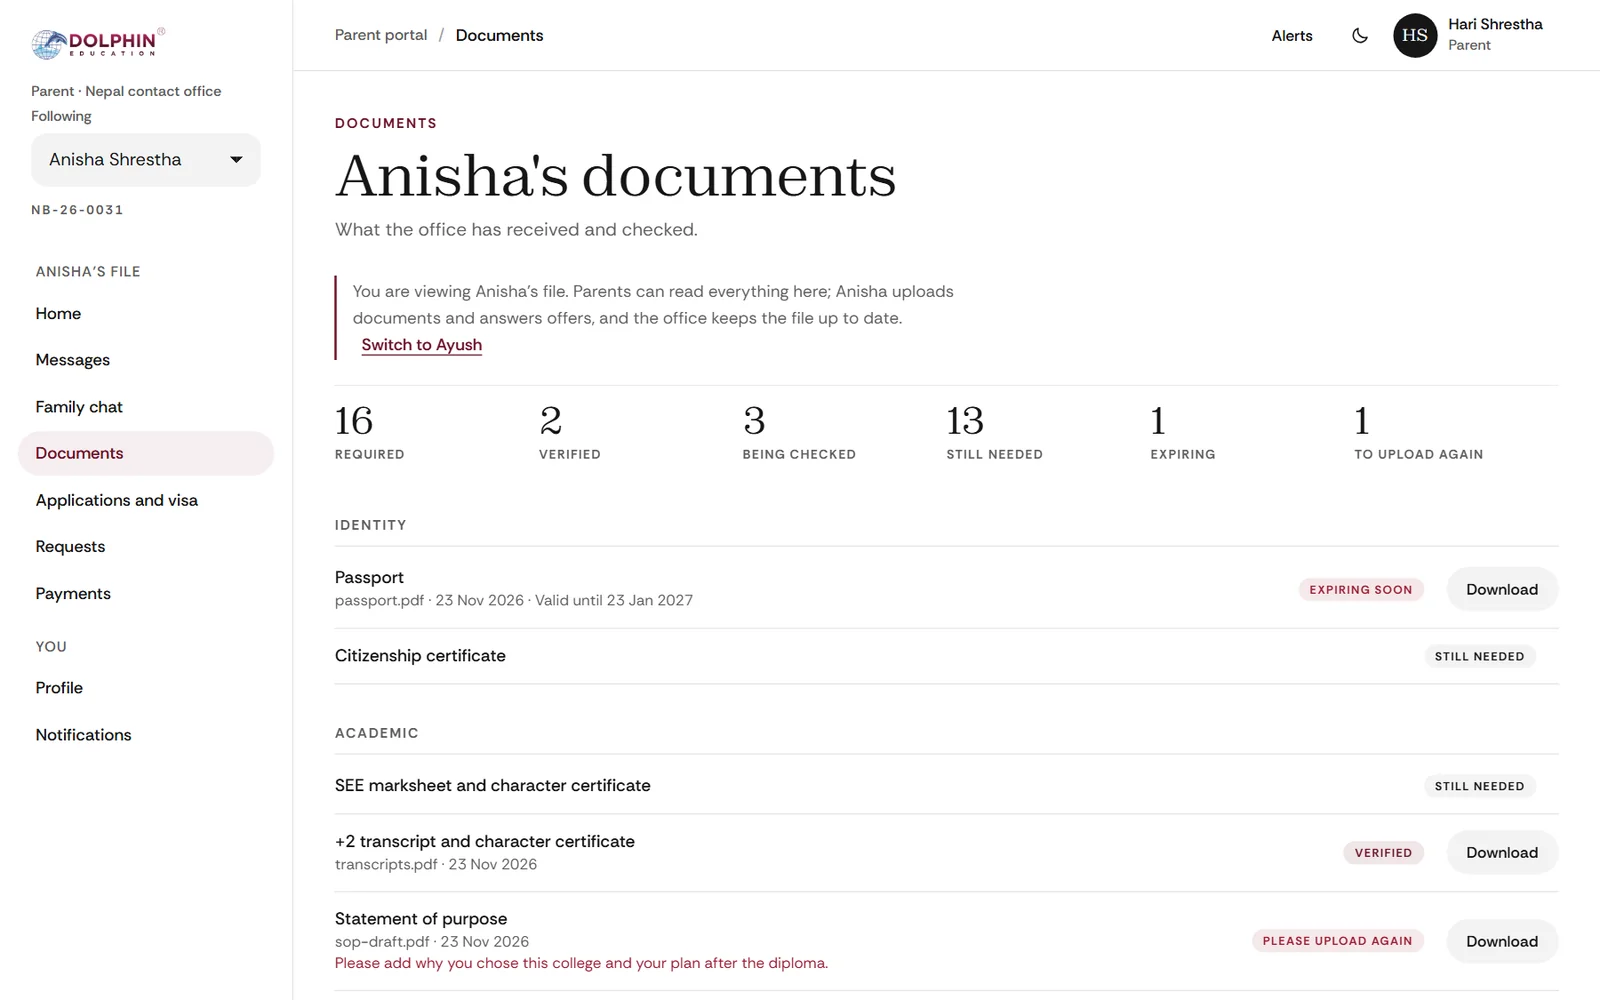 DOLPHIN®
EDUCATION
Parent · Nepal contact office
Following
Anisha Shrestha
NB-26-0031
ANISHA'S FILE
Home
Messages
Family chat
Documents
Applications and visa
Requests
Payments
YOU
Profile
Notifications
Parent portal / Documents
Alerts
HS
Hari Shrestha
Parent
DOCUMENTS
Anisha's documents
What the office has received and checked.
You are viewing Anisha's file. Parents can read everything here; Anisha uploads
documents and answers offers, and the office keeps the file up to date.
Switch to Ayush
16
REQUIRED
2
VERIFIED
3
BEING CHECKED
13
STILL NEEDED
1
EXPIRING
1
TO UPLOAD AGAIN
IDENTITY
Passport
passport.pdf · 23 Nov 2026 · Valid until 23 Jan 2027
EXPIRING SOON
Download
Citizenship certificate
STILL NEEDED
ACADEMIC
SEE marksheet and character certificate
STILL NEEDED
+2 transcript and character certificate
transcripts.pdf · 23 Nov 2026
VERIFIED
Download
Statement of purpose
sop-draft.pdf · 23 Nov 2026
Please add why you chose this college and your plan after the diploma.
PLEASE UPLOAD AGAIN
Download